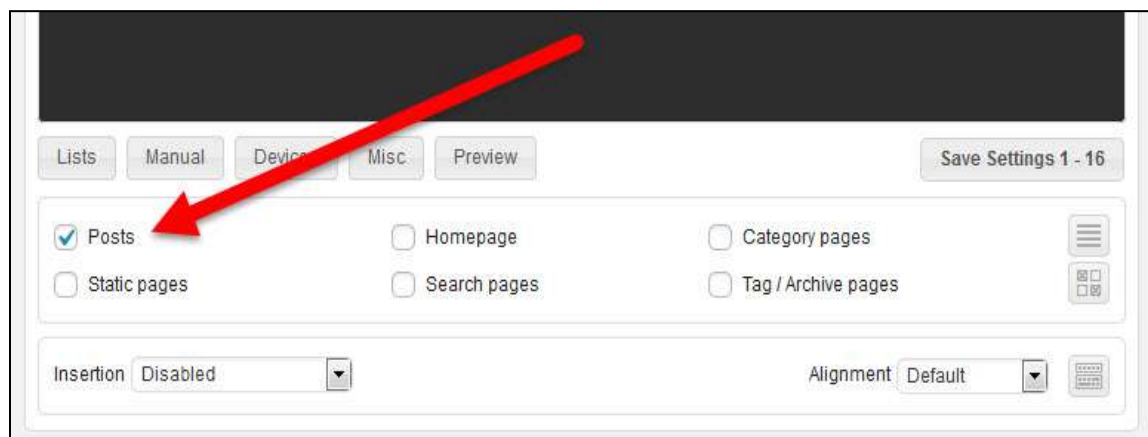 Lists Manual Misc Preview Save Settings 1 - 16
Posts Homepage Category pages
Static pages Search pages Tag / Archive pages
Insertion Disabled Alignment Default